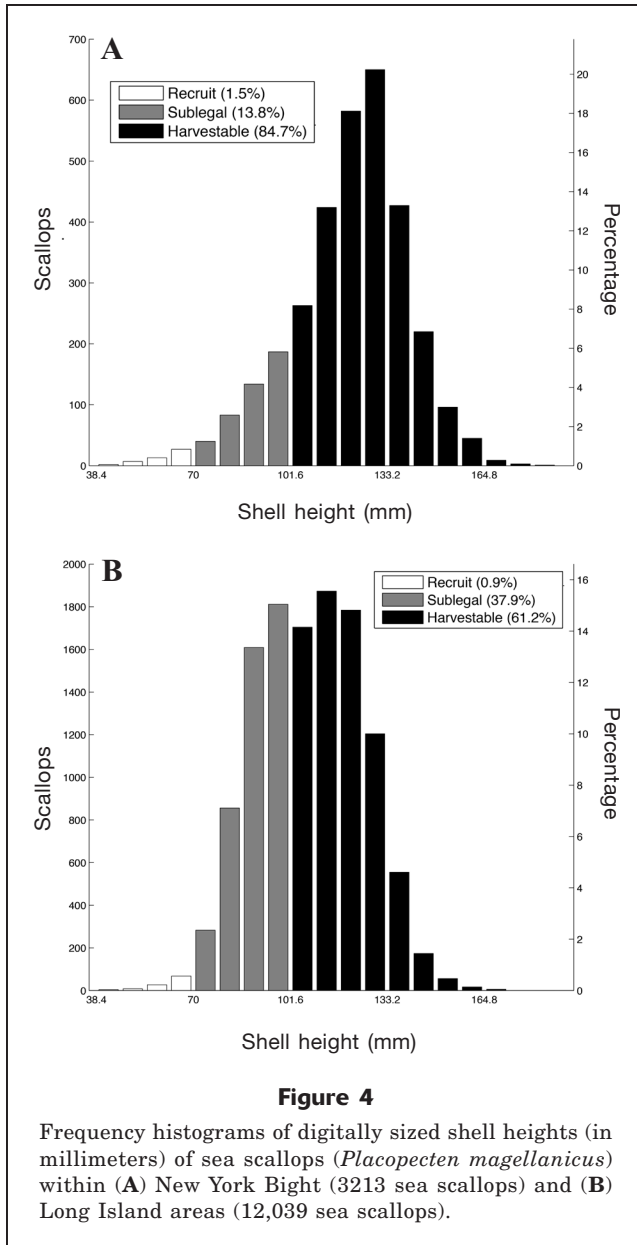 A
Recruit (1.5%)
Sublegal (13.8%)
Harvestable (84.7%)
700
600
500
400
300
200
100
0
Scallops
20
18
16
14
12
10
8
6
4
2
0
Percentage
38.4 70 101.6 133.2 164.8
Shell height (mm)
B
Recruit (0.9%)
Sublegal (37.9%)
Harvestable (61.2%)
2000
1800
1600
1400
1200
1000
800
600
400
200
0
Scallops
16
14
12
10
8
6
4
2
0
Percentage
38.4 70 101.6 133.2 164.8
Shell height (mm)
Figure 4
Frequency histograms of digitally sized shell heights (in
millimeters) of sea scallops (Placopecten magellanicus)
within (A) New York Bight (3213 sea scallops) and (B)
Long Island areas (12,039 sea scallops).